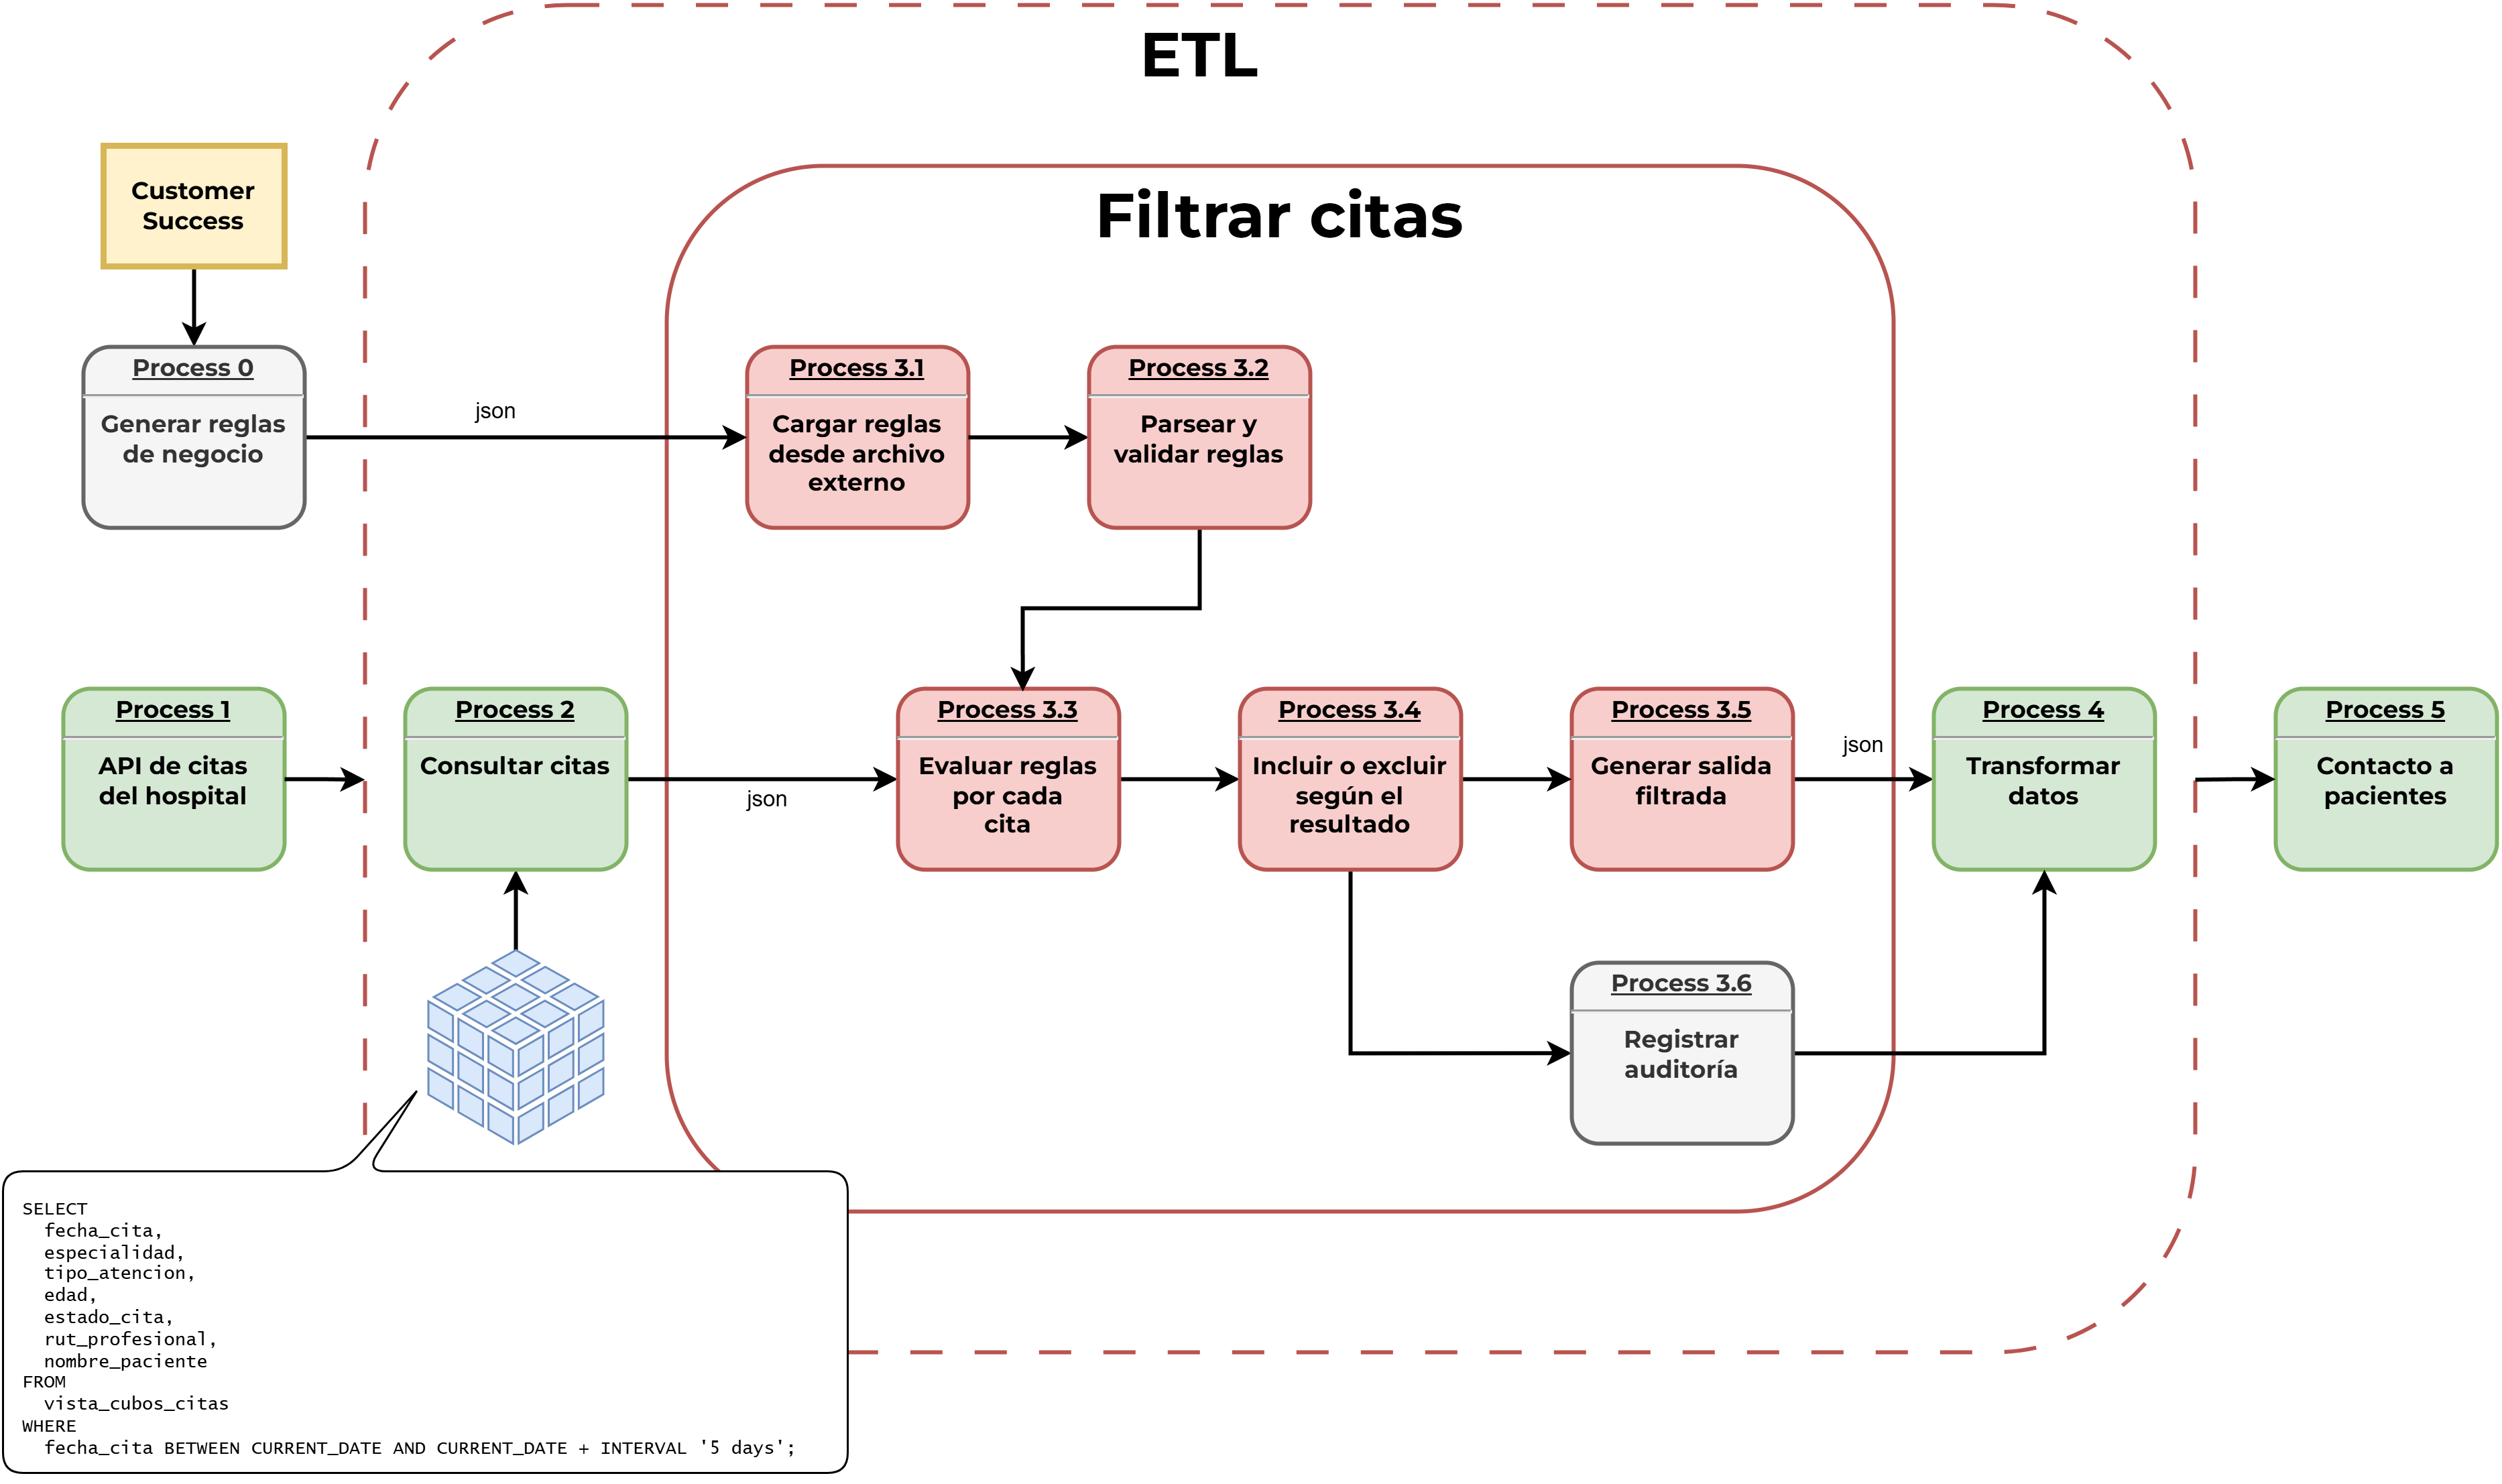 ETL
Filtrar citas
Customer
Success
Process 0
Generar reglas
de negocio
json
Process 3.1
Cargar reglas
desde archivo
externo
Process 3.2
Parsear y
validar reglas
Process 1
API de citas
del hospital
Process 2
Consultar citas
json
Process 3.3
Evaluar reglas
por cada
cita
Process 3.4
Incluir o excluir
según el
resultado
Process 3.5
Generar salida
filtrada
json
Process 4
Transformar
datos
Process 5
Contacto a
pacientes
Process 3.6
Registrar
auditoría
SELECT
  fecha_cita,
  especialidad,
  tipo_atencion,
  edad,
  estado_cita,
  rut_profesional,
  nombre_paciente
FROM
  vista_cubos_citas
WHERE
  fecha_cita BETWEEN CURRENT_DATE AND CURRENT_DATE + INTERVAL '5 days';